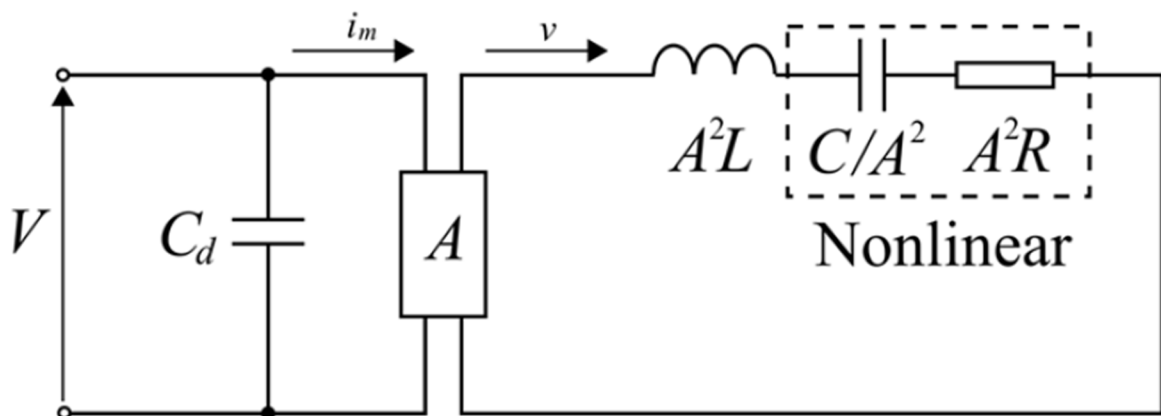 i_m
v
V
C_d
A
A²L
C/A²
A²R
Nonlinear